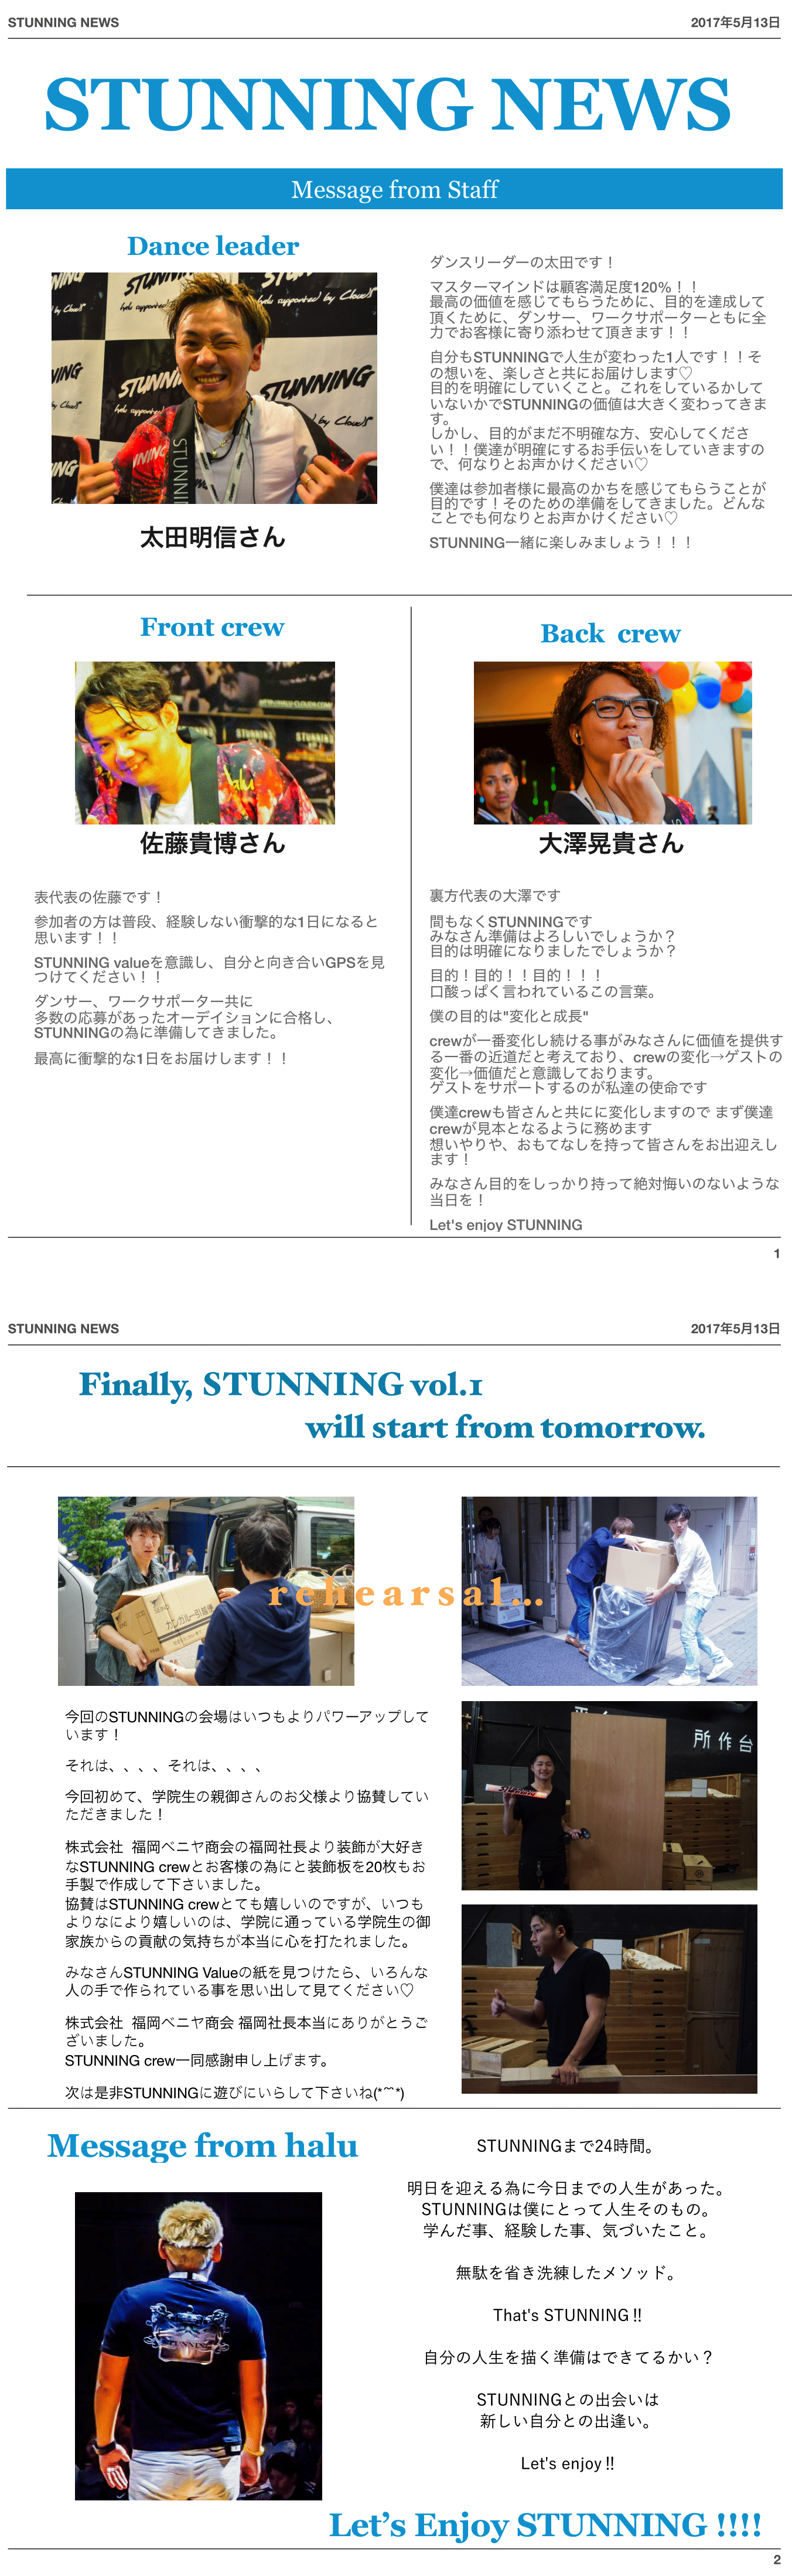 STUNNING NEWS
2017年5月13日
STUNNING NEWS
Message from Staff
Dance leader
STUNNING
halu supported by Cloud9
太田明信さん
ダンスリーダーの太田です！
マスターマインドは顧客満足度120%！！
最高の価値を感じてもらうために、目的を達成して
頂くために、ダンサー、ワークサポーターともに全
力でお客様に寄り添わせて頂きます！！
自分もSTUNNINGで人生が変わった1人です！！そ
の想いを、楽しさと共にお届けします♡
目的を明確にしていくこと。これをしているかして
いないかでSTUNNINGの価値は大きく変わってきま
す。
しかし、目的がまだ不明確な方、安心してくださ
い！！僕達が明確にするお手伝いをしていきますの
で、何なりとお声かけください♡
僕達は参加者様に最高のかちを感じてもらうことが
目的です！そのための準備をしてきました。どんな
ことでも何なりとお声かけください♡
STUNNING一緒に楽しみましょう！！！
Front crew
halu
佐藤貴博さん
表代表の佐藤です！
参加者の方は普段、経験しない衝撃的な1日になると
思います！！
STUNNING valueを意識し、自分と向き合いGPSを見
つけてください！！
ダンサー、ワークサポーター共に
多数の応募があったオーデイションに合格し、
STUNNINGの為に準備してきました。
最高に衝撃的な1日をお届けします！！
Back crew
大澤晃貴さん
裏方代表の大澤です
間もなくSTUNNINGです
みなさん準備はよろしいでしょうか？
目的は明確になりましたでしょうか？
目的！目的！！目的！！！
口酸っぱく言われているこの言葉。
僕の目的は"変化と成長"
crewが一番変化し続ける事がみなさんに価値を提供す
る一番の近道だと考えており、crewの変化→ゲストの
変化→価値だと意識しております。
ゲストをサポートするのが私達の使命です
僕達crewも皆さんと共にに変化しますので まず僕達
crewが見本となるように務めます
想いやりや、おもてなしを持って皆さんをお出迎えし
ます！
みなさん目的をしっかり持って絶対悔いのないような
当日を！
Let's enjoy STUNNING
1
STUNNING NEWS
2017年5月13日
Finally, STUNNING vol.1
will start from tomorrow.
rehearsal...
カンガルー引越便
所作台
今回のSTUNNINGの会場はいつもよりパワーアップして
います！
それは、、、、それは、、、、
今回初めて、学院生の親御さんのお父様より協賛してい
ただきました！
株式会社 福岡ベニヤ商会の福岡社長より装飾が大好き
なSTUNNING crewとお客様の為にと装飾板を20枚もお
手製で作成して下さいました。
協賛はSTUNNING crewとても嬉しいのですが、いつも
よりなにより嬉しいのは、学院に通っている学院生の御
家族からの貢献の気持ちが本当に心を打たれました。
みなさんSTUNNING Valueの紙を見つけたら、いろんな
人の手で作られている事を思い出して見てください♡
株式会社 福岡ベニヤ商会 福岡社長本当にありがとうご
ざいました。
STUNNING crew一同感謝申し上げます。
次は是非STUNNINGに遊びにいらして下さいね(*^^*)
Message from halu
STUNNINGまで24時間。
明日を迎える為に今日までの人生があった。
STUNNINGは僕にとって人生そのもの。
学んだ事、経験した事、気づいたこと。
無駄を省き洗練したメソッド。
That's STUNNING‼
自分の人生を描く準備はできてるかい？
STUNNINGとの出会いは
新しい自分との出逢い。
Let's enjoy‼
Let’s Enjoy STUNNING !!!!
2